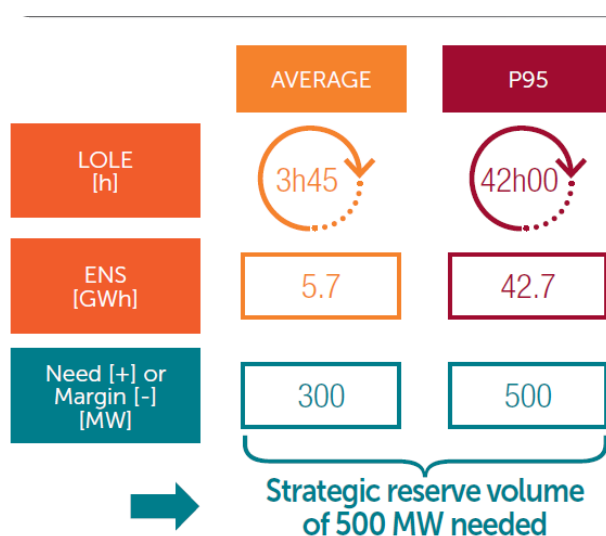 AVERAGE
P95
LOLE
[h]
3h45
42h00
ENS
[GWh]
5.7
42.7
Need [+] or
Margin [-]
[MW]
300
500
Strategic reserve volume
of 500 MW needed